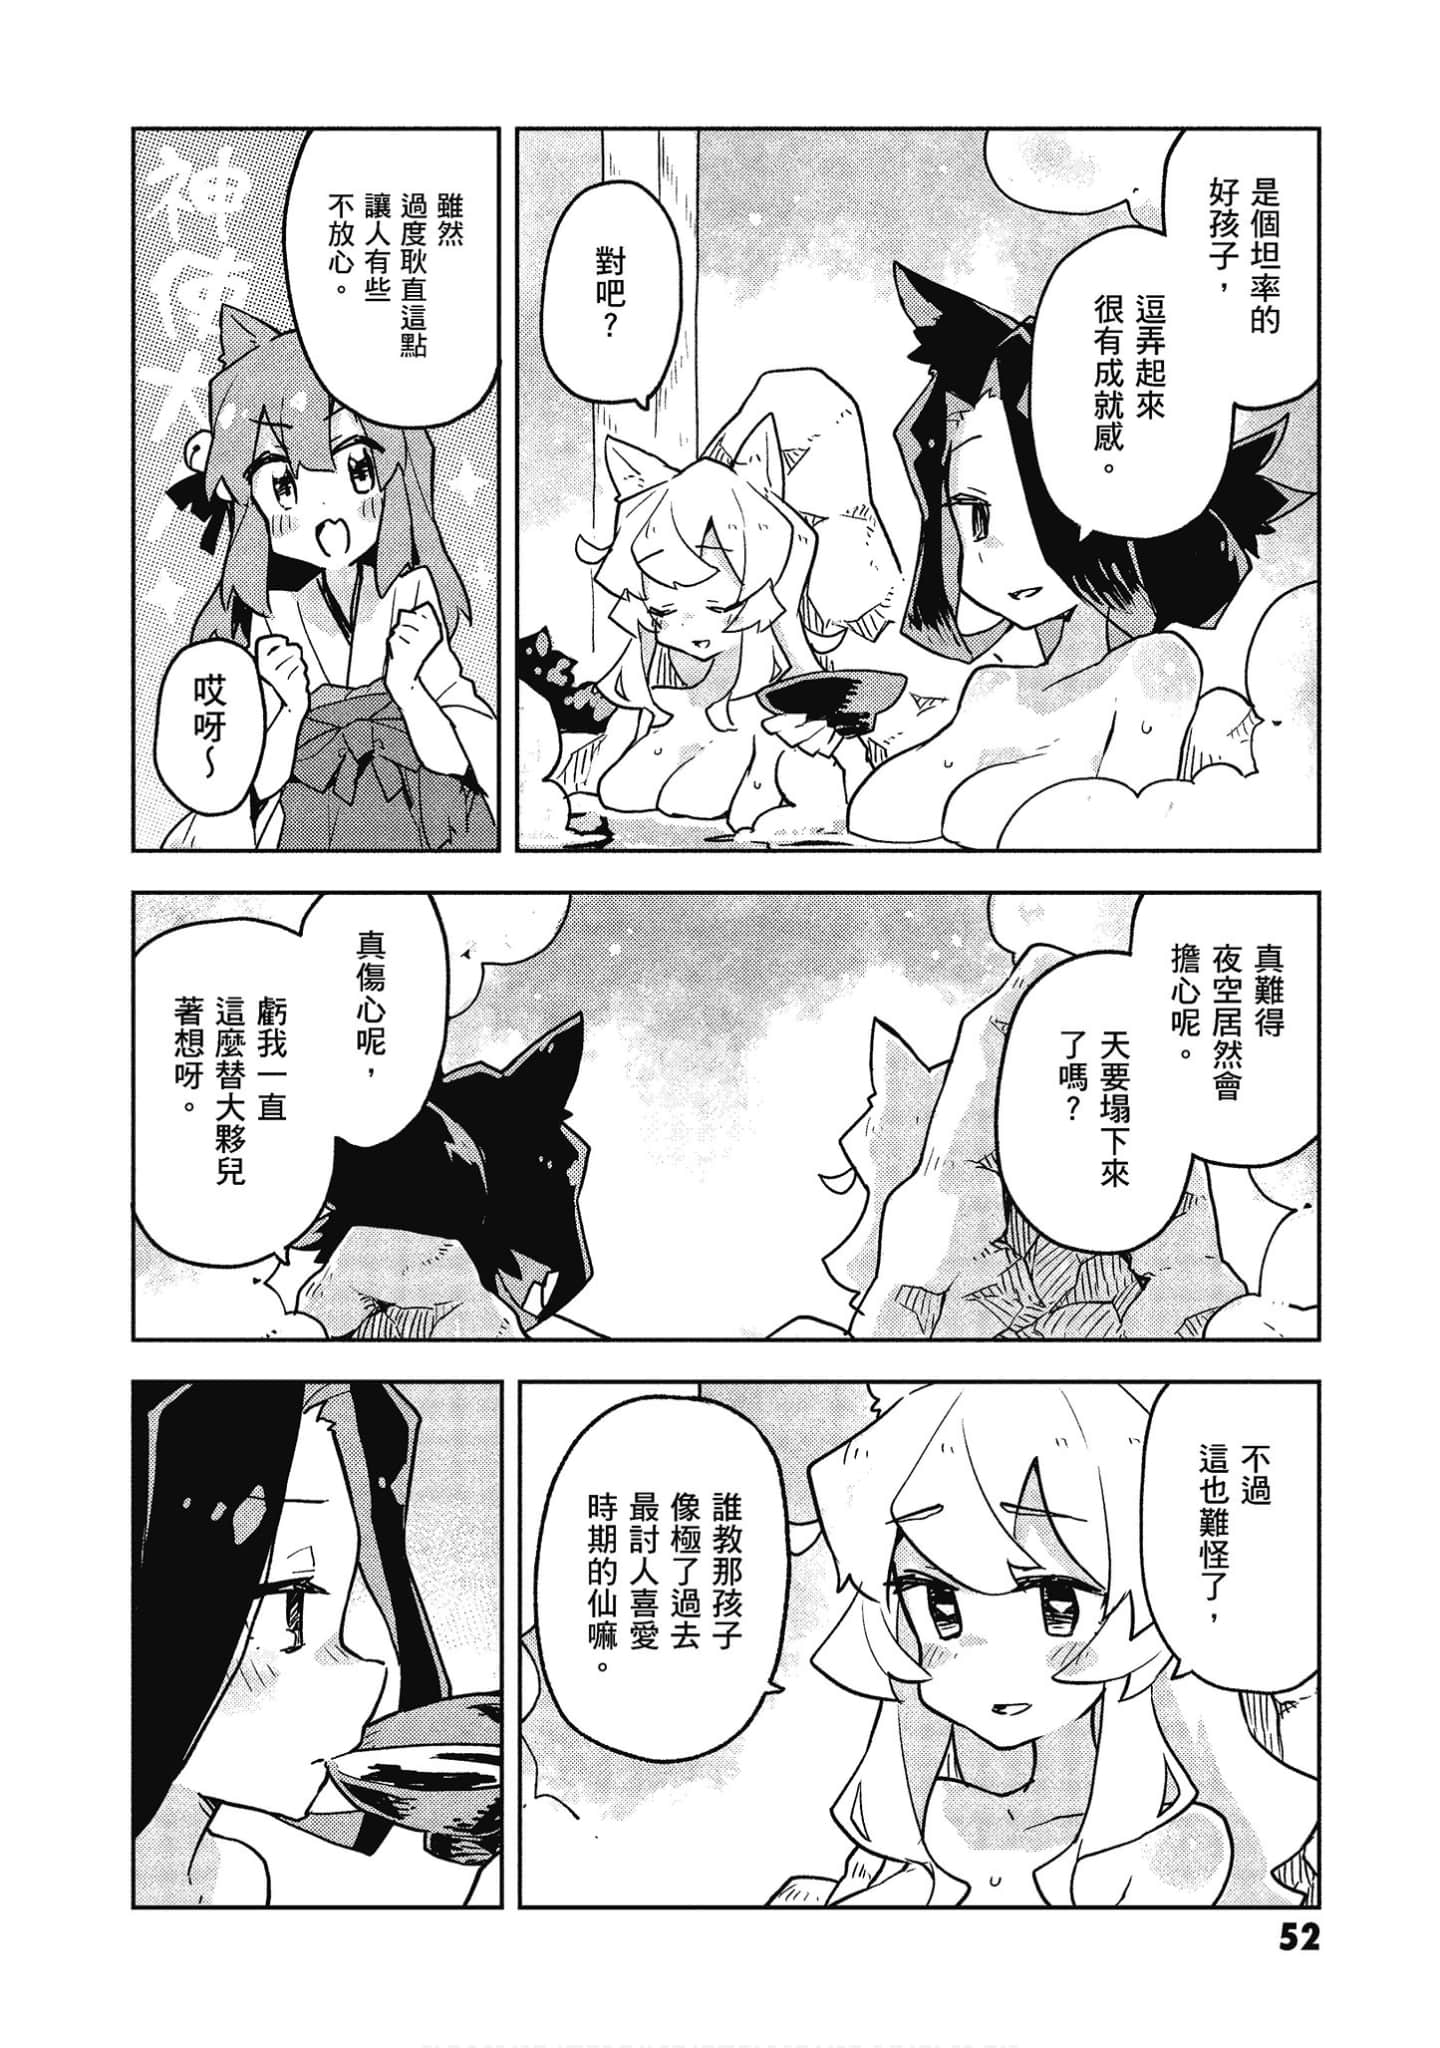 是個坦率的
好孩子，
逗弄起來
很有成就感。
對吧？
雖然
過度耿直這點
讓人有些
不放心。
神使大
哎呀～
真難得
夜空居然會
擔心呢。
天要塌下來
了嗎？
真傷心呢，
虧我一直
這麼替大夥兒
著想呀。
不過
這也難怪了，
誰教那孩子
像極了過去
最討人喜愛
時期的仙嘛。
52